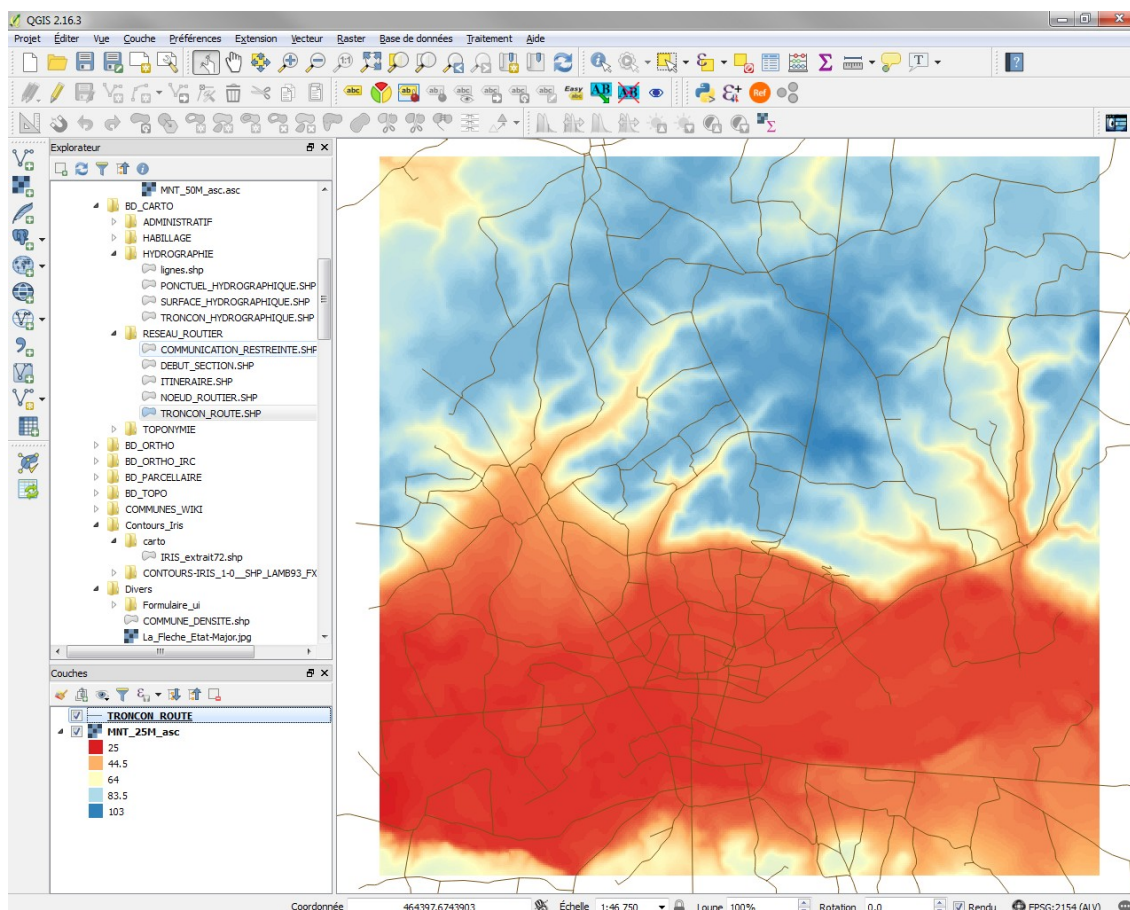 QGIS 2.16.3
Projet Éditer Vue Couche Préférences Extension Vecteur Raster Base de données Traitement Aide
Explorateur
MNT_50M_asc.asc
BD_CARTO
ADMINISTRATIF
HABILLAGE
HYDROGRAPHIE
lignes.shp
PONCTUEL_HYDROGRAPHIQUE.SHP
SURFACE_HYDROGRAPHIQUE.SHP
TRONCON_HYDROGRAPHIQUE.SHP
RESEAU_ROUTIER
COMMUNICATION_RESTREINTE.SHP
DEBUT_SECTION.SHP
ITINERAIRE.SHP
NOEUD_ROUTIER.SHP
TRONCON_ROUTE.SHP
TOPONYMIE
BD_ORTHO
BD_ORTHO_IRC
BD_PARCELLAIRE
BD_TOPO
COMMUNES_WIKI
Contours_Iris
carto
IRIS_extrait72.shp
CONTOURS-IRIS_1-0__SHP_LAMB93_FX
Divers
Formulaire_ui
COMMUNE_DENSITE.shp
La_Fleche_Etat-Major.jpg
Couches
TRONCON_ROUTE
MNT_25M_asc
25
44.5
64
83.5
103
Coordonnée 464397,6743903 Échelle 1:46 750 Loupe 100% Rotation 0,0 Rendu EPSG:2154 (ALV)